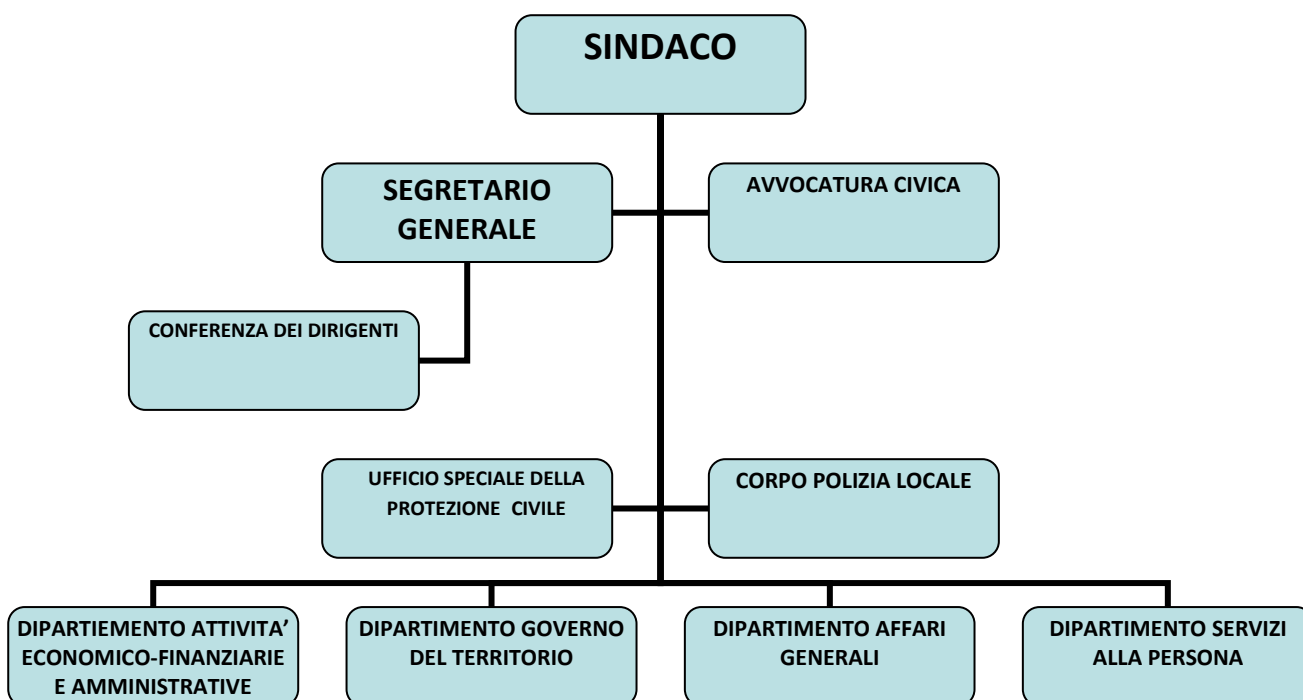 SINDACO
SEGRETARIO
GENERALE
AVVOCATURA CIVICA
CONFERENZA DEI DIRIGENTI
UFFICIO SPECIALE DELLA
PROTEZIONE CIVILE
CORPO POLIZIA LOCALE
DIPARTIEMENTO ATTIVITA’
ECONOMICO-FINANZIARIE
E AMMINISTRATIVE
DIPARTIMENTO GOVERNO
DEL TERRITORIO
DIPARTIMENTO AFFARI
GENERALI
DIPARTIMENTO SERVIZI
ALLA PERSONA